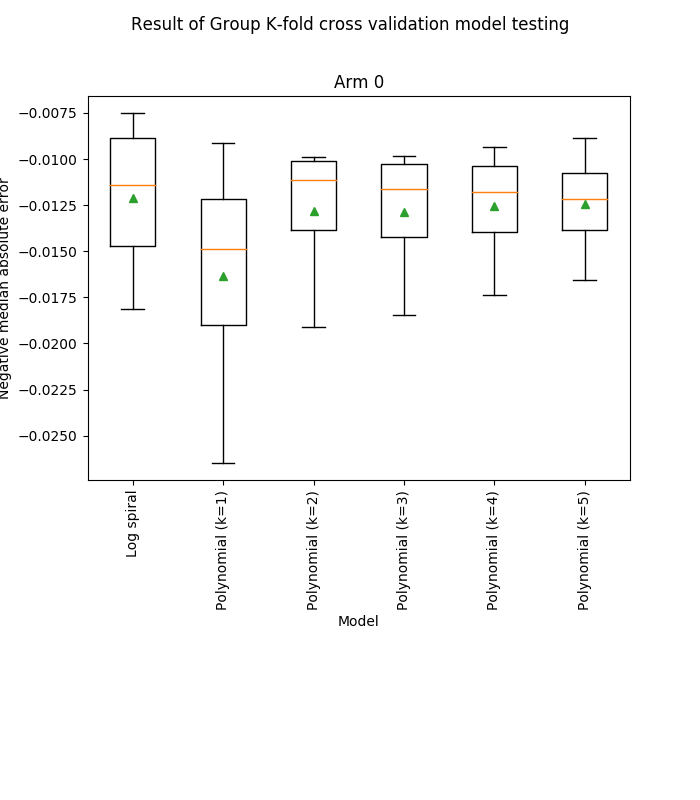 Result of Group K-fold cross validation model testing
Arm 0
Negative median absolute error
−0.0075
−0.0100
−0.0125
−0.0150
−0.0175
−0.0200
−0.0225
−0.0250
Log spiral
Polynomial (k=1)
Polynomial (k=2)
Polynomial (k=3)
Polynomial (k=4)
Polynomial (k=5)
Model